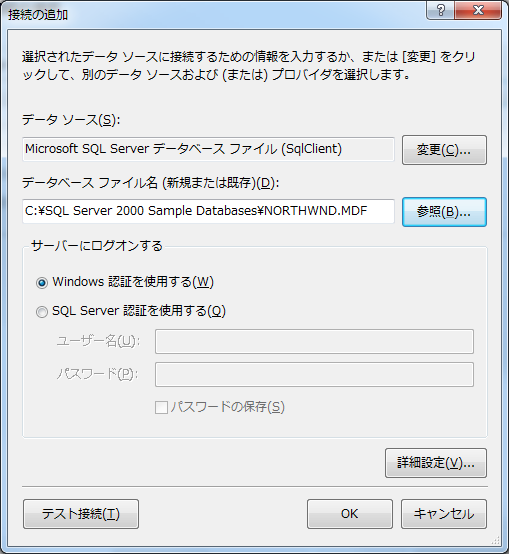 接続の追加
選択されたデータ ソースに接続するための情報を入力するか、または [変更] をクリ
ックして、別のデータ ソースおよび (または) プロバイダを選択します。
データ ソース(S):
Microsoft SQL Server データベース ファイル (SqlClient)
変更(C)...
データベース ファイル名 (新規または既存)(D):
C:¥SQL Server 2000 Sample Databases¥NORTHWND.MDF
参照(B)...
サーバーにログオンする
Windows 認証を使用する(W)
SQL Server 認証を使用する(Q)
ユーザー名(U):
パスワード(P):
パスワードの保存(S)
詳細設定(V)...
テスト接続(T)
OK
キャンセル